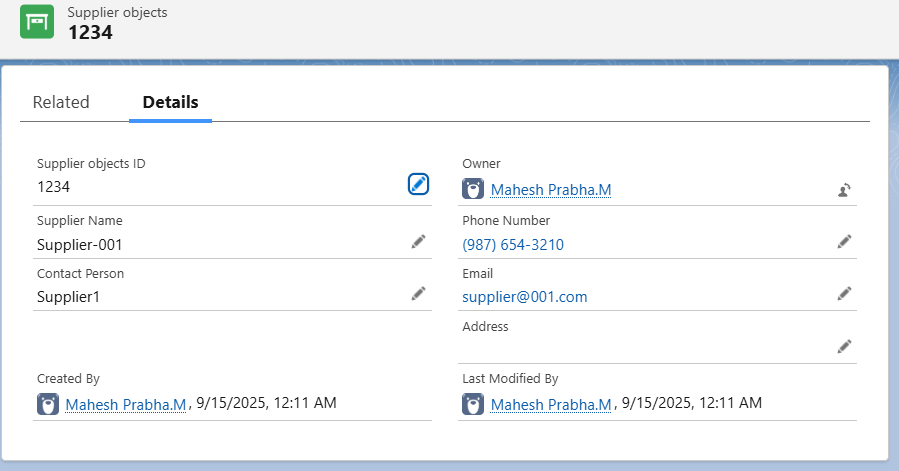 Supplier objects
1234
Related
Details
Supplier objects ID
1234
Owner
Mahesh Prabha.M
Supplier Name
Supplier-001
Phone Number
(987) 654-3210
Contact Person
Supplier1
Email
supplier@001.com
Address
Created By
Mahesh Prabha.M, 9/15/2025, 12:11 AM
Last Modified By
Mahesh Prabha.M, 9/15/2025, 12:11 AM